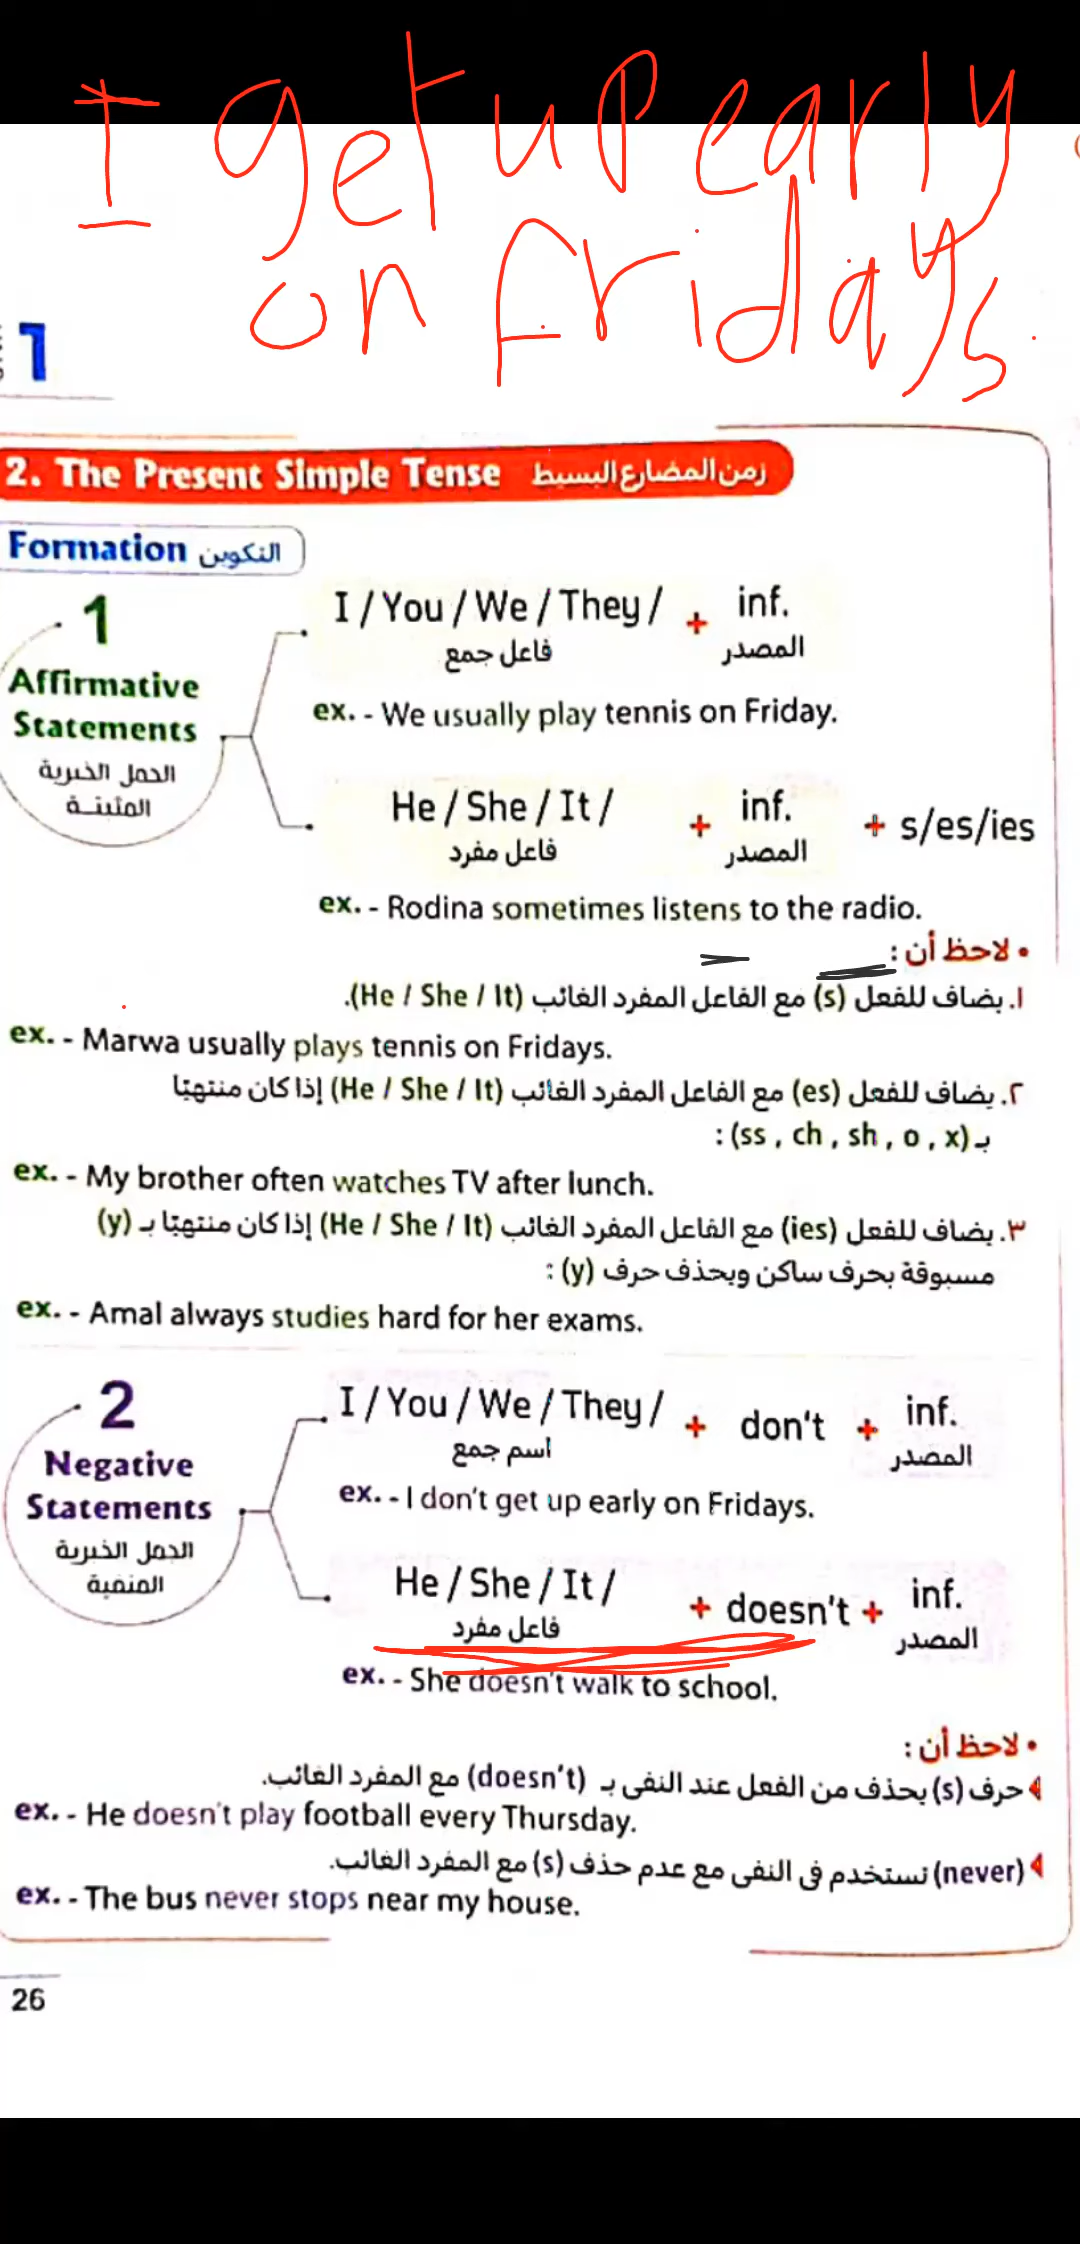 I get up early
on Fridays.
1
2. The Present Simple Tense زمن المضارع البسيط
Formation التكوين
1
Affirmative
Statements
الجمل الخبرية
المثبتـة
I / You / We / They / + inf.
فاعل جمع المصدر
ex. - We usually play tennis on Friday.
He / She / It / + inf. + s/es/ies
فاعل مفرد المصدر
ex. - Rodina sometimes listens to the radio.
• لاحظ أن :
١. يضاف للفعل (s) مع الفاعل المفرد الغائب (He / She / It).
ex. - Marwa usually plays tennis on Fridays.
٢. يضاف للفعل (es) مع الفاعل المفرد الغائب (He / She / It) إذا كان منتهيًا
بـ (ss , ch , sh , o , x) :
ex. - My brother often watches TV after lunch.
٣. يضاف للفعل (ies) مع الفاعل المفرد الغائب (He / She / It) إذا كان منتهيًا بـ (y)
مسبوقة بحرف ساكن ويحذف حرف (y) :
ex. - Amal always studies hard for her exams.
2
Negative
Statements
الجمل الخبرية
المنفية
I / You / We / They / + don't + inf.
اسم جمع المصدر
ex. - I don't get up early on Fridays.
He / She / It / + doesn't + inf.
فاعل مفرد المصدر
ex. - She doesn't walk to school.
• لاحظ أن :
حرف (s) يحذف من الفعل عند النفى بـ (doesn't) مع المفرد الغائب.
ex. - He doesn't play football every Thursday.
(never) تستخدم فى النفى مع عدم حذف (s) مع المفرد الغائب.
ex. - The bus never stops near my house.
26